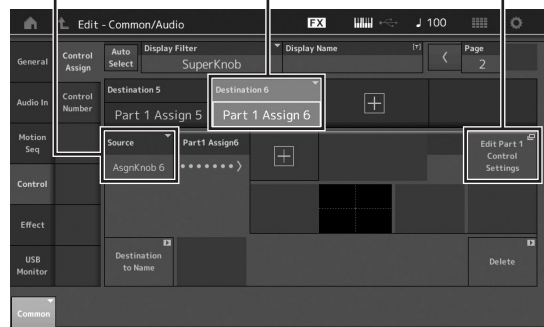 Edit - Common/Audio
FX
♩ 100
General
Control Assign
Auto Select
Display Filter
SuperKnob
Display Name
[T]
Page
2
Audio In
Control Number
Destination 5
Part 1 Assign 5
Destination 6
Part 1 Assign 6
Motion Seq
Source
AsgnKnob 6
Part1 Assign6
Edit Part 1 Control Settings
Control
Effect
USB Monitor
Destination to Name
Delete
Common